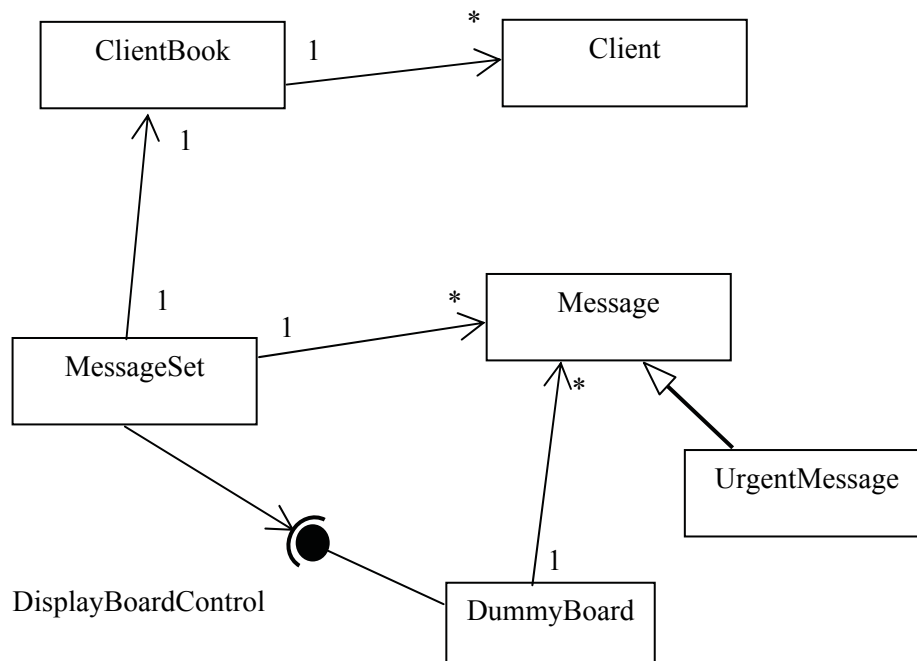 ClientBook
1
*
Client
1
1
1
*
Message
MessageSet
*
UrgentMessage
1
DisplayBoardControl
DummyBoard